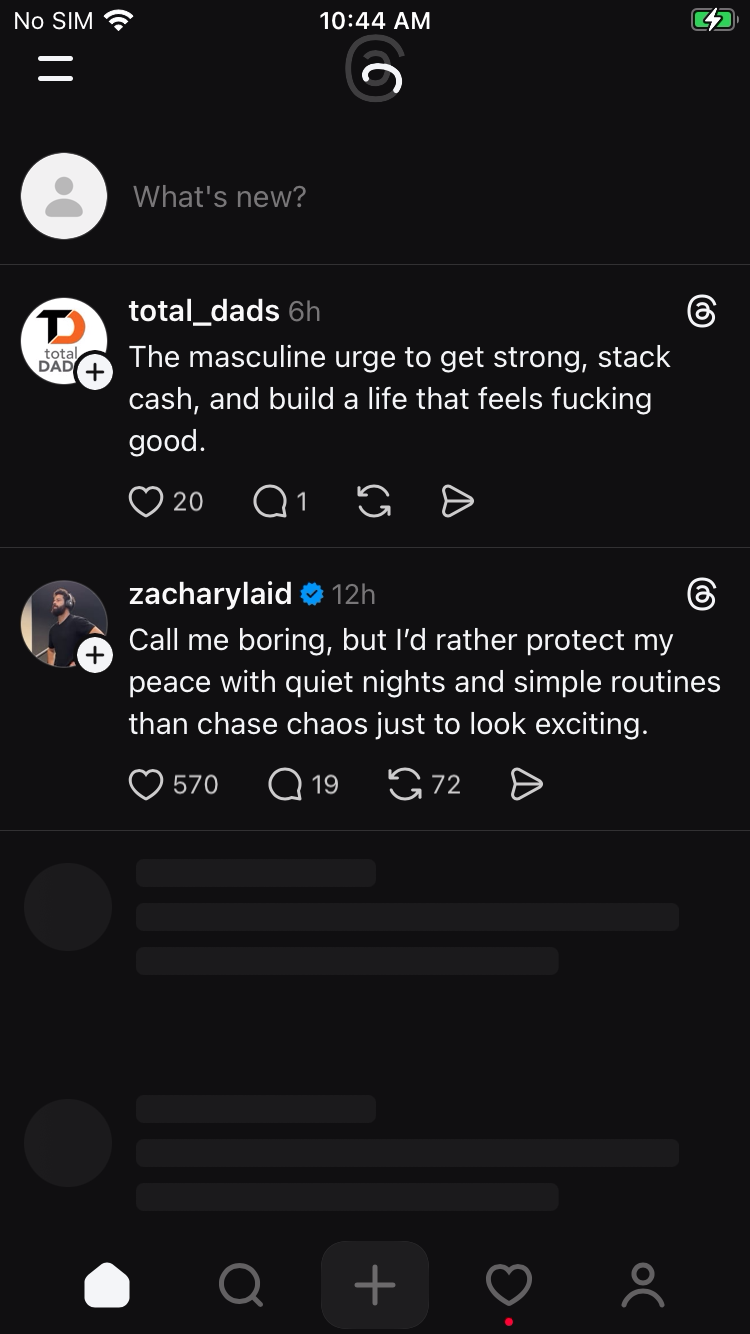 No SIM 10:44 AM
What's new?
total_dads 6h
TD
total
DAD
The masculine urge to get strong, stack
cash, and build a life that feels fucking
good.
20 1
zacharylaid 12h
Call me boring, but I’d rather protect my
peace with quiet nights and simple routines
than chase chaos just to look exciting.
570 19 72